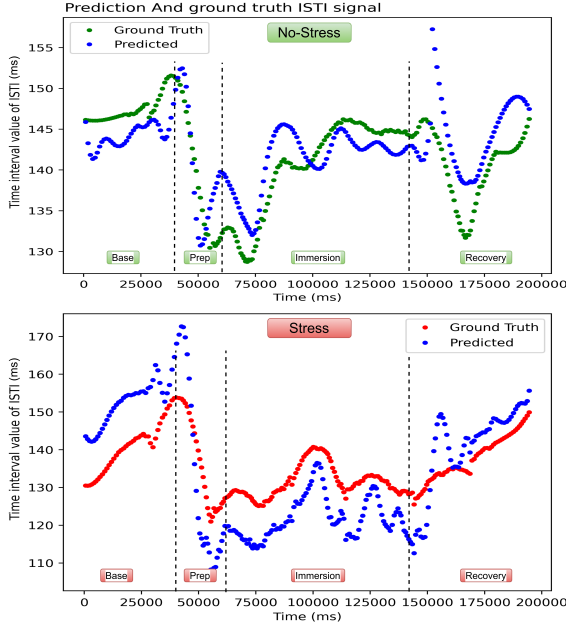 Prediction And ground truth ISTI signal
Ground Truth
Predicted
No-Stress
155
150
145
140
135
130
Time interval value of ISTI (ms)
Base
Prep
Immersion
Recovery
0 25000 50000 75000 100000 125000 150000 175000 200000
Time (ms)
Stress
Ground Truth
Predicted
170
160
150
140
130
120
110
Time interval value of ISTI (ms)
Base
Prep
Immersion
Recovery
0 25000 50000 75000 100000 125000 150000 175000 200000
Time (ms)